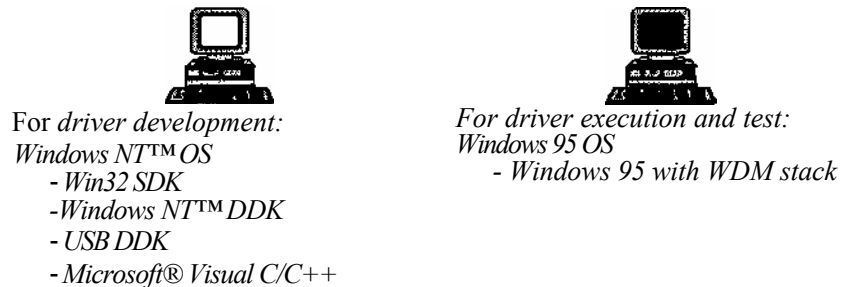 For driver development:
Windows NT™ OS
- Win32 SDK
-Windows NT™ DDK
- USB DDK
- Microsoft® Visual C/C++
For driver execution and test:
Windows 95 OS
- Windows 95 with WDM stack